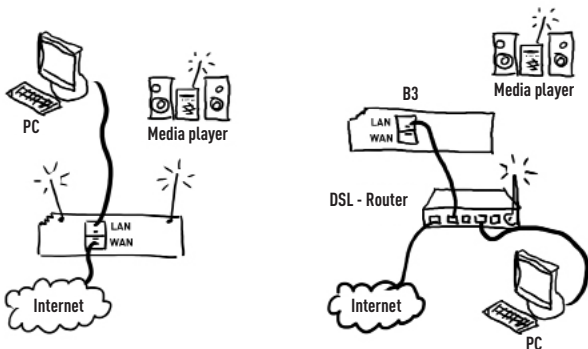 PC
Media player
LAN
WAN
Internet
Media player
B3
LAN
WAN
DSL - Router
Internet
PC